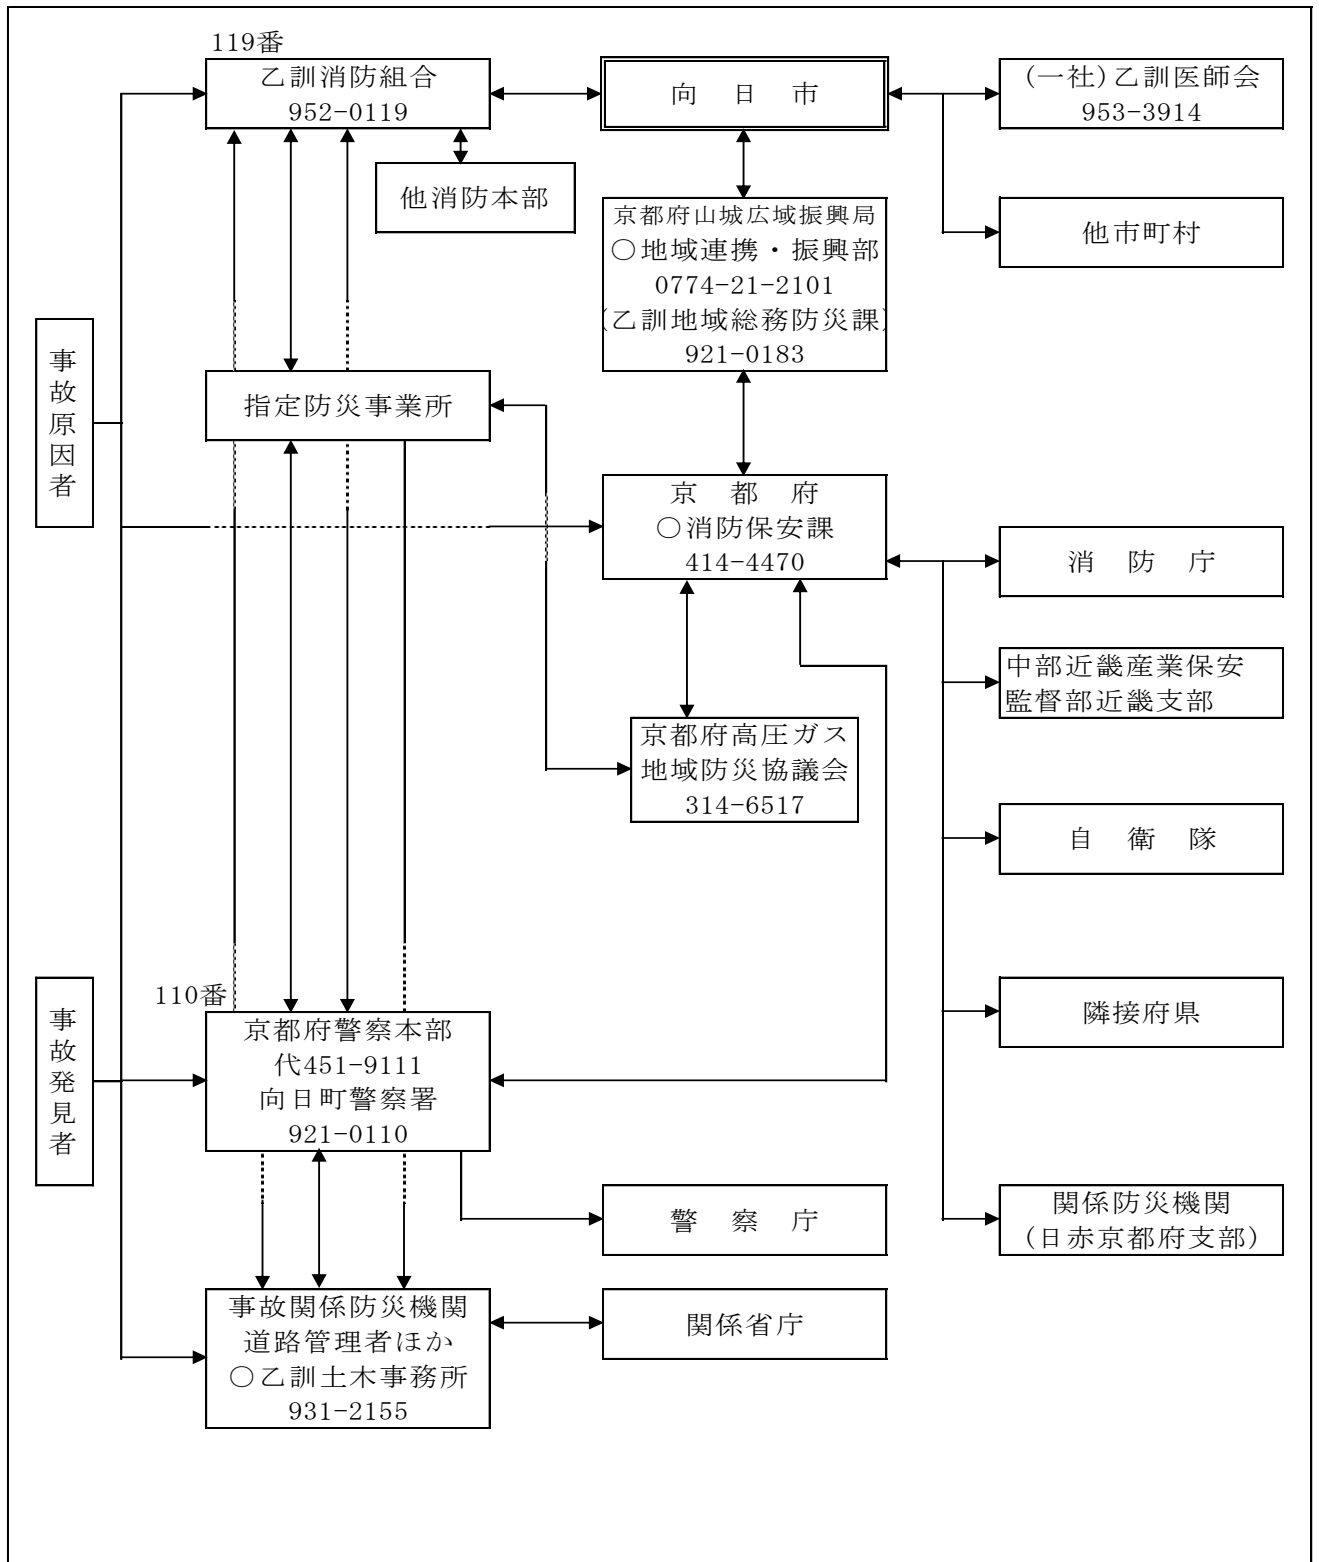 119番
乙訓消防組合
952-0119
向 日 市
(一社)乙訓医師会
953-3914
他消防本部
京都府山城広域振興局
○地域連携・振興部
0774-21-2101
(乙訓地域総務防災課)
921-0183
他市町村
事故原因者
指定防災事業所
京 都 府
○消防保安課
414-4470
消 防 庁
中部近畿産業保安
監督部近畿支部
京都府高圧ガス
地域防災協議会
314-6517
自 衛 隊
事故発見者
110番
京都府警察本部
代451-9111
向日町警察署
921-0110
隣接府県
警 察 庁
関係防災機関
(日赤京都府支部)
事故関係防災機関
道路管理者ほか
○乙訓土木事務所
931-2155
関係省庁